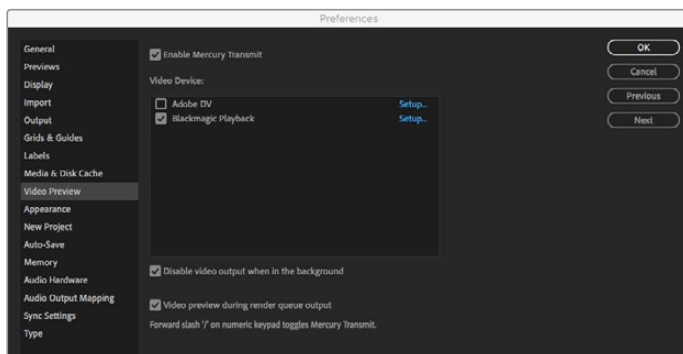 Preferences
General
Previews
Display
Import
Output
Grids & Guides
Labels
Media & Disk Cache
Video Preview
Appearance
New Project
Auto-Save
Memory
Audio Hardware
Audio Output Mapping
Sync Settings
Type
Enable Mercury Transmit
Video Device:
Adobe DV Setup...
Blackmagic Playback Setup...
Disable video output when in the background
Video preview during render queue output
Forward slash '/' on numeric keypad toggles Mercury Transmit.
OK
Cancel
Previous
Next